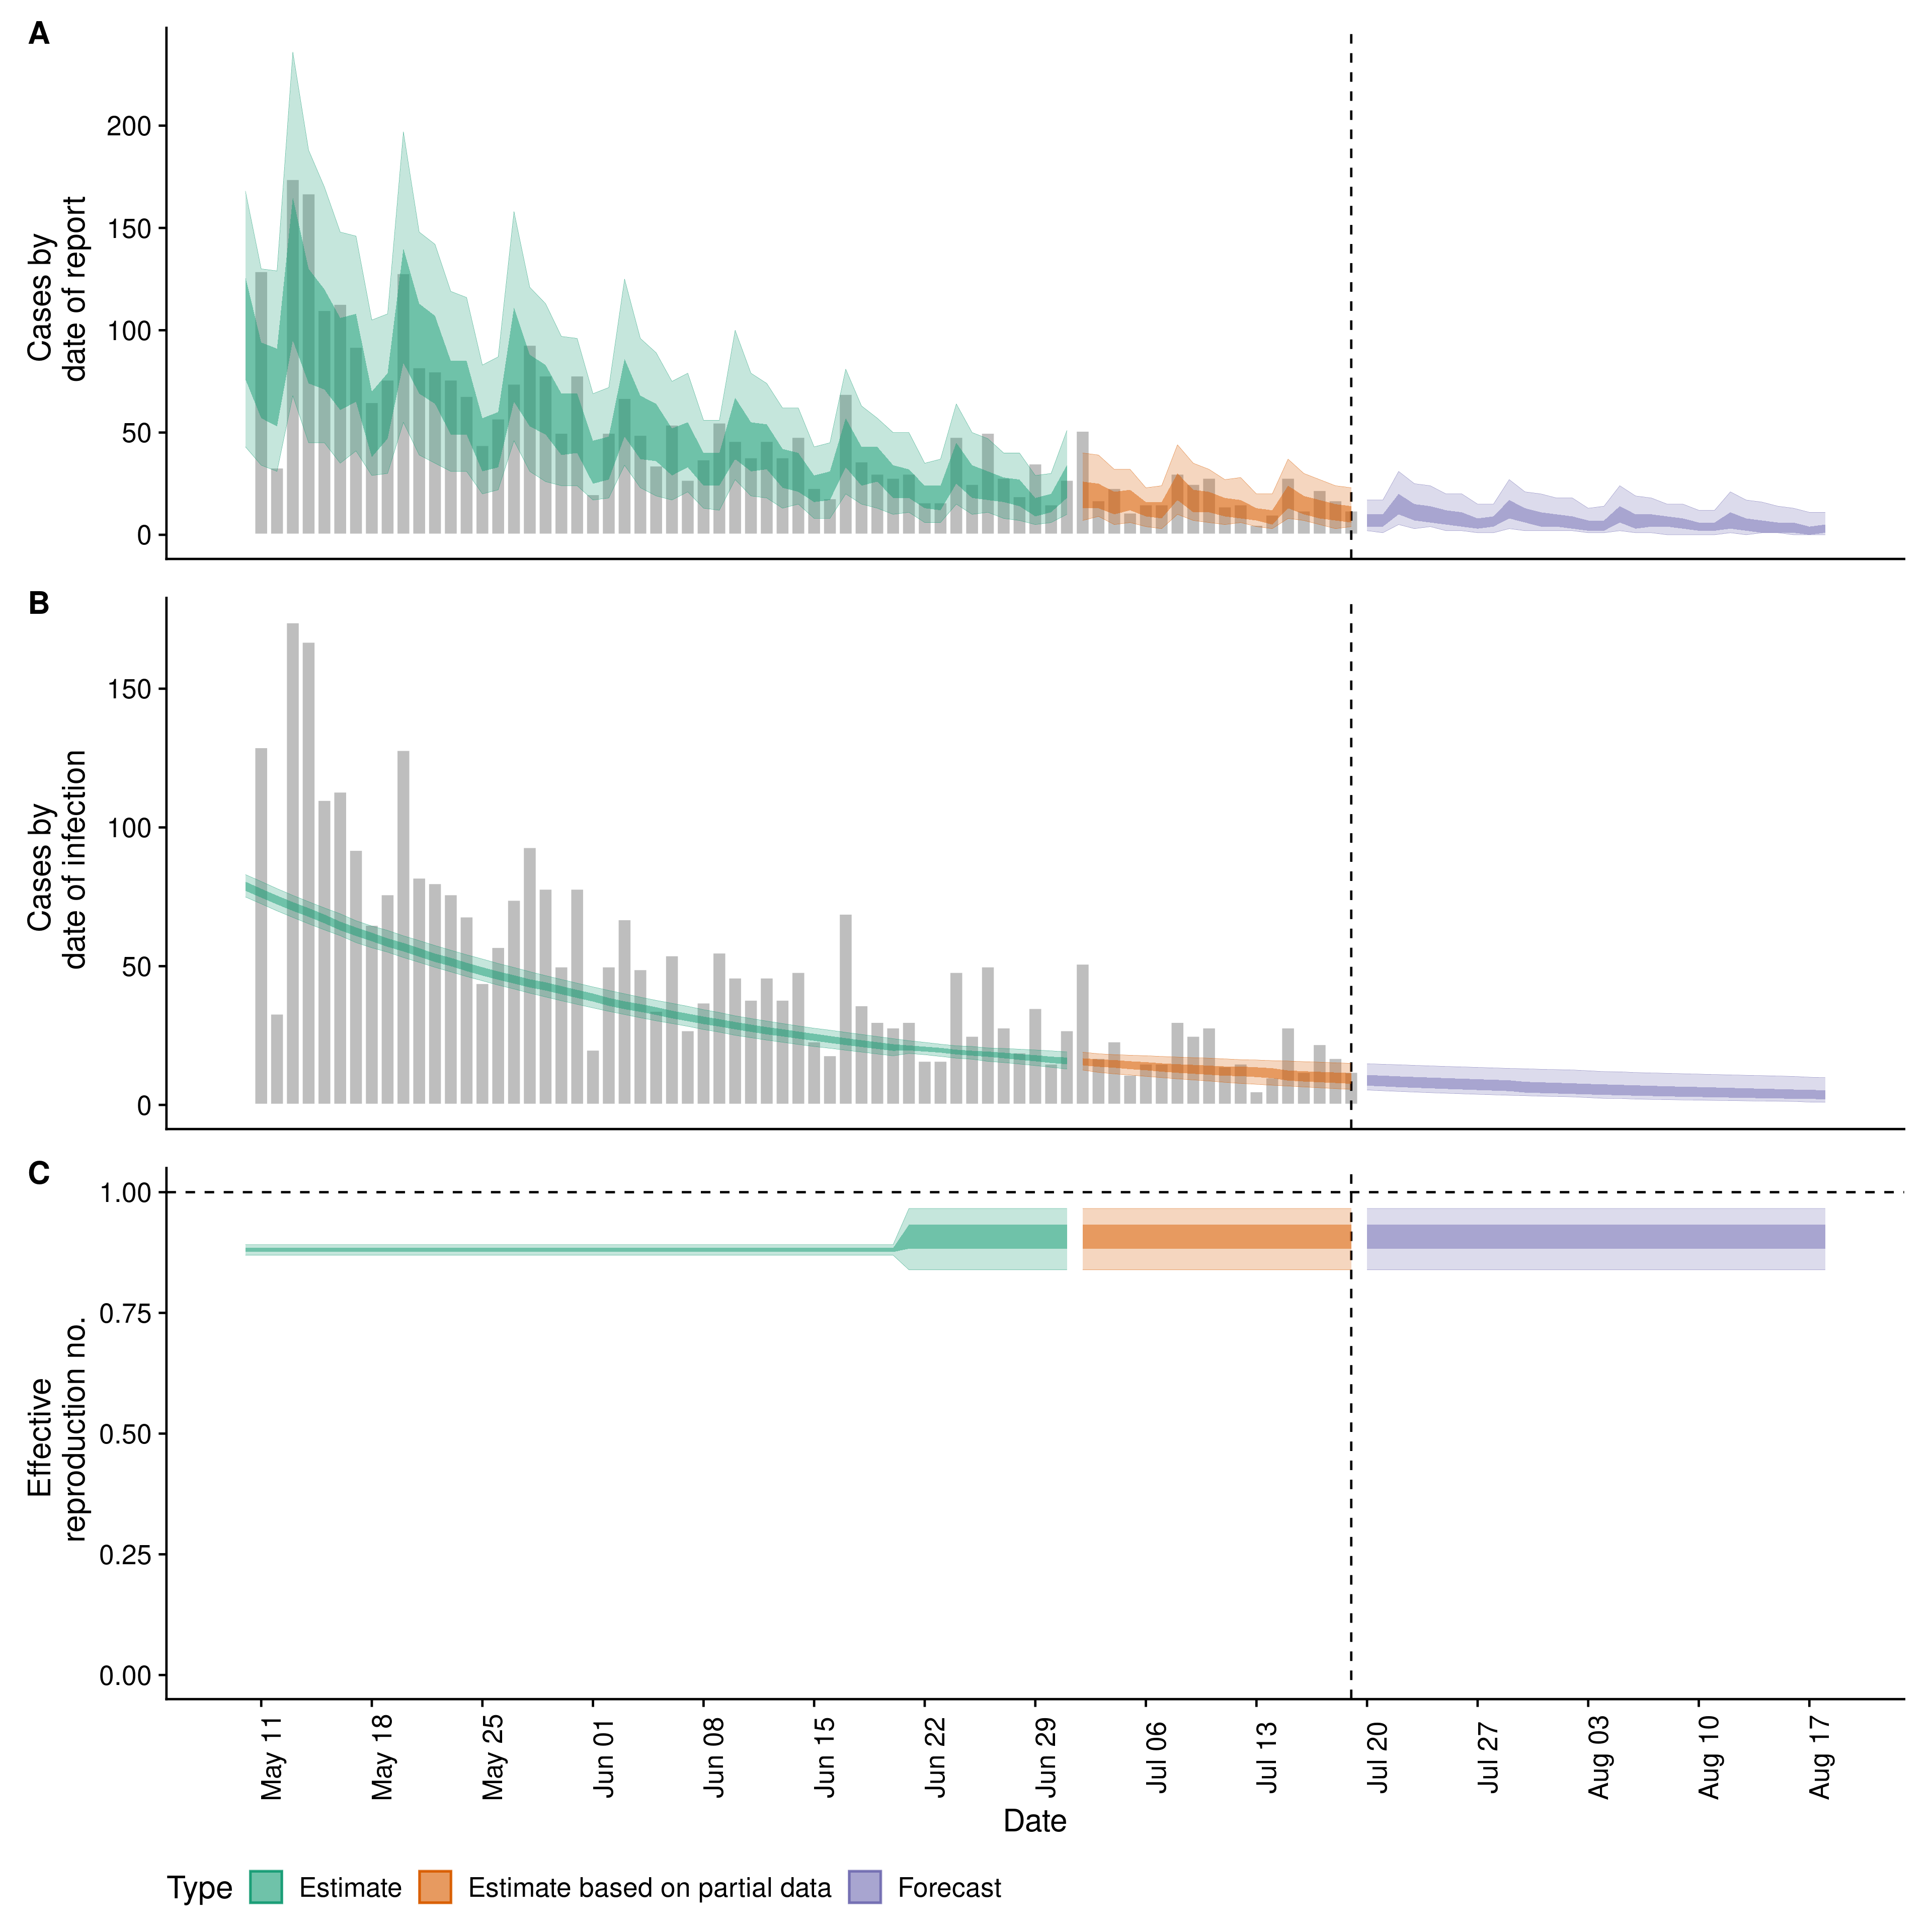 A
Cases by
date of report
200
150
100
50
0
B
Cases by
date of infection
150
100
50
0
C
Effective
reproduction no.
1.00
0.75
0.50
0.25
0.00
May 11
May 18
May 25
Jun 01
Jun 08
Jun 15
Jun 22
Jun 29
Jul 06
Jul 13
Jul 20
Jul 27
Aug 03
Aug 10
Aug 17
Date
Type Estimate Estimate based on partial data Forecast